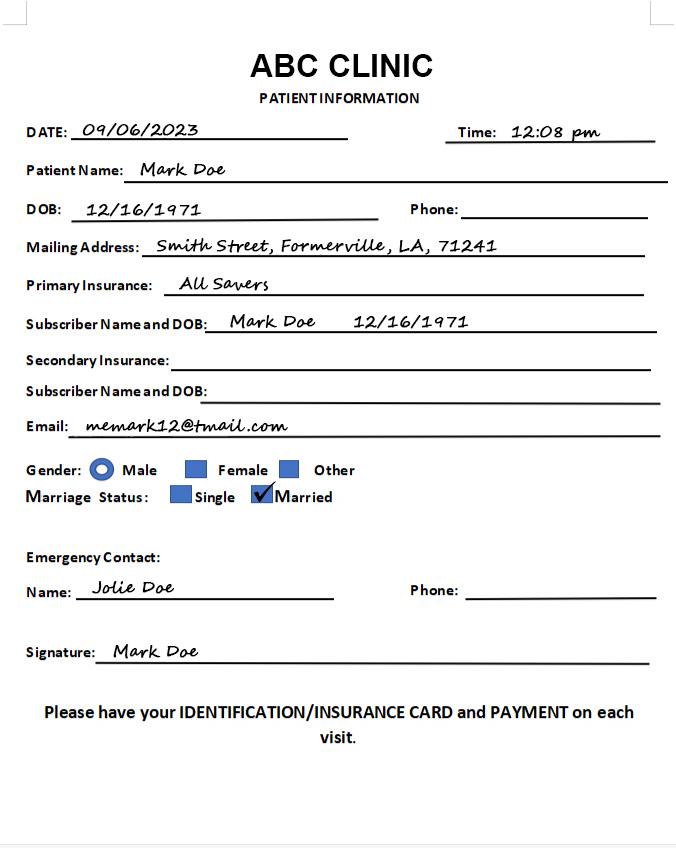 ABC CLINIC
PATIENT INFORMATION
DATE: 09/06/2023 Time: 12:08 pm
Patient Name: Mark Doe
DOB: 12/16/1971 Phone:
Mailing Address: Smith Street, Formerville, LA, 71241
Primary Insurance: All Savers
Subscriber Name and DOB: Mark Doe 12/16/1971
Secondary Insurance:
Subscriber Name and DOB:
Email: memark12@tmail.com
Gender: Male Female Other
Marriage Status: Single Married
Emergency Contact:
Name: Jolie Doe Phone:
Signature: Mark Doe
Please have your IDENTIFICATION/INSURANCE CARD and PAYMENT on each
visit.